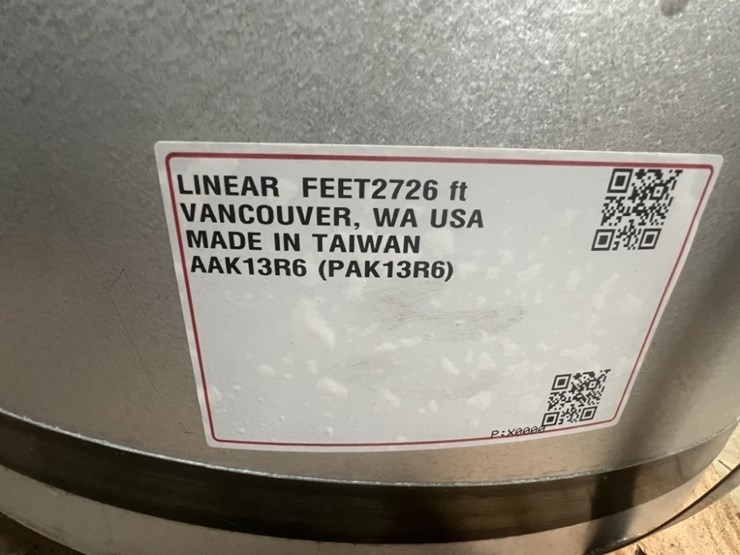 LINEAR FEET2726 ft
VANCOUVER, WA USA
MADE IN TAIWAN
AAK13R6 (PAK13R6)
P:X0000